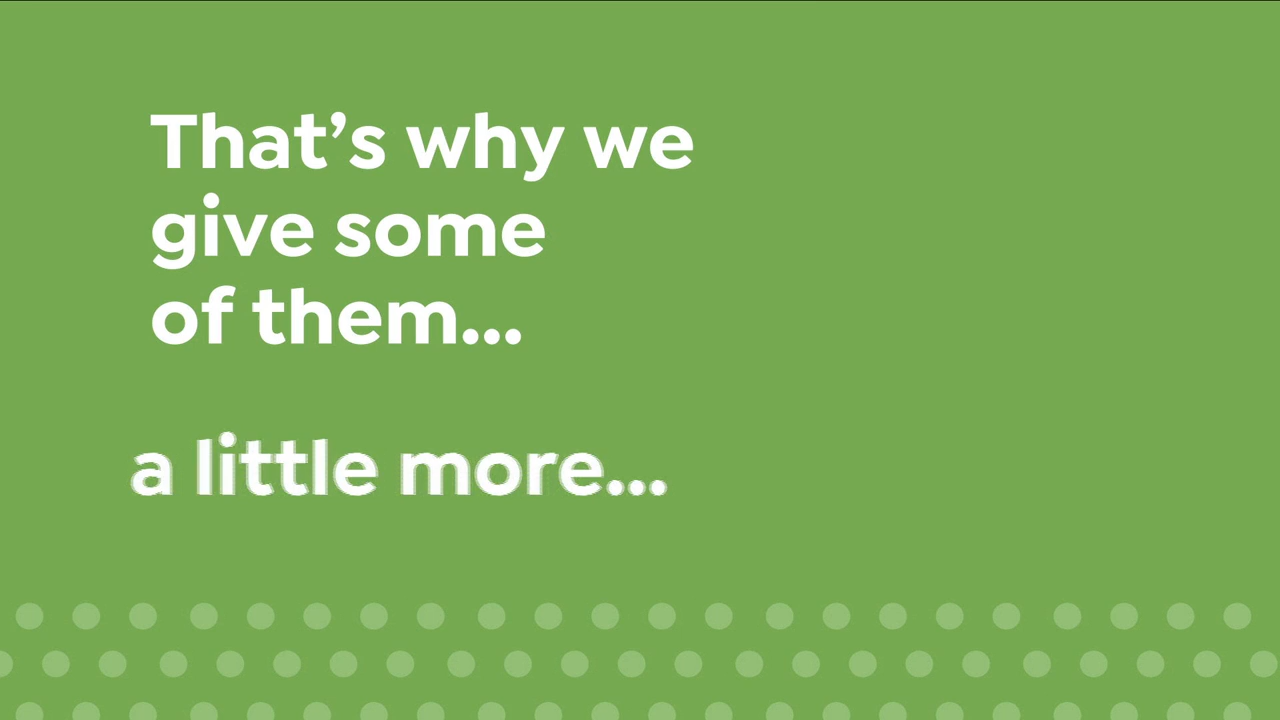 That’s why we
give some
of them...
a little more...